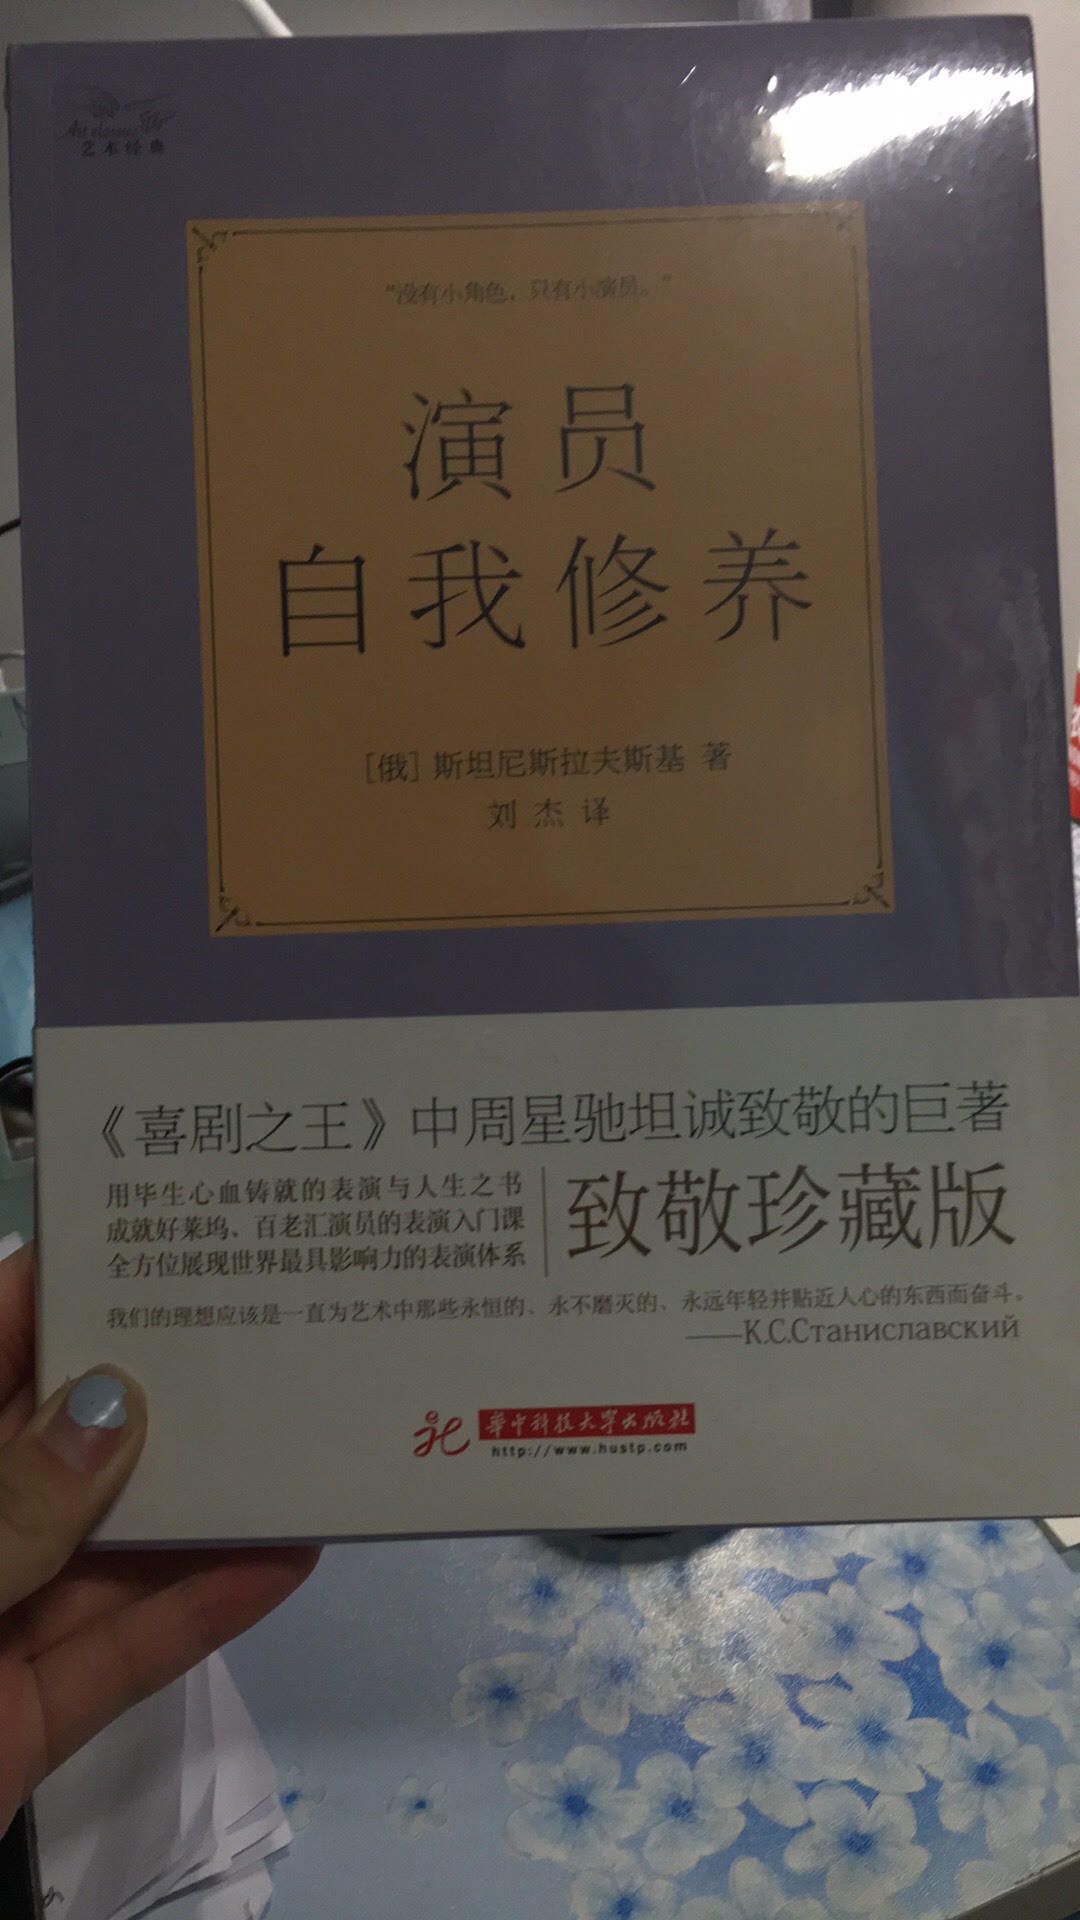 Art classics
艺术经典
“没有小角色，只有小演员。”
演员
自我修养
[俄] 斯坦尼斯拉夫斯基 著
刘杰 译
《喜剧之王》中周星驰坦诚致敬的巨著
用毕生心血铸就的表演与人生之书
成就好莱坞、百老汇演员的表演入门课
全方位展现世界最具影响力的表演体系
致敬珍藏版
我们的理想应该是一直为艺术中那些永恒的、永不磨灭的、永远年轻并贴近人心的东西而奋斗。
——К.С.Станиславский
华中科技大学出版社
http://www.hustp.com